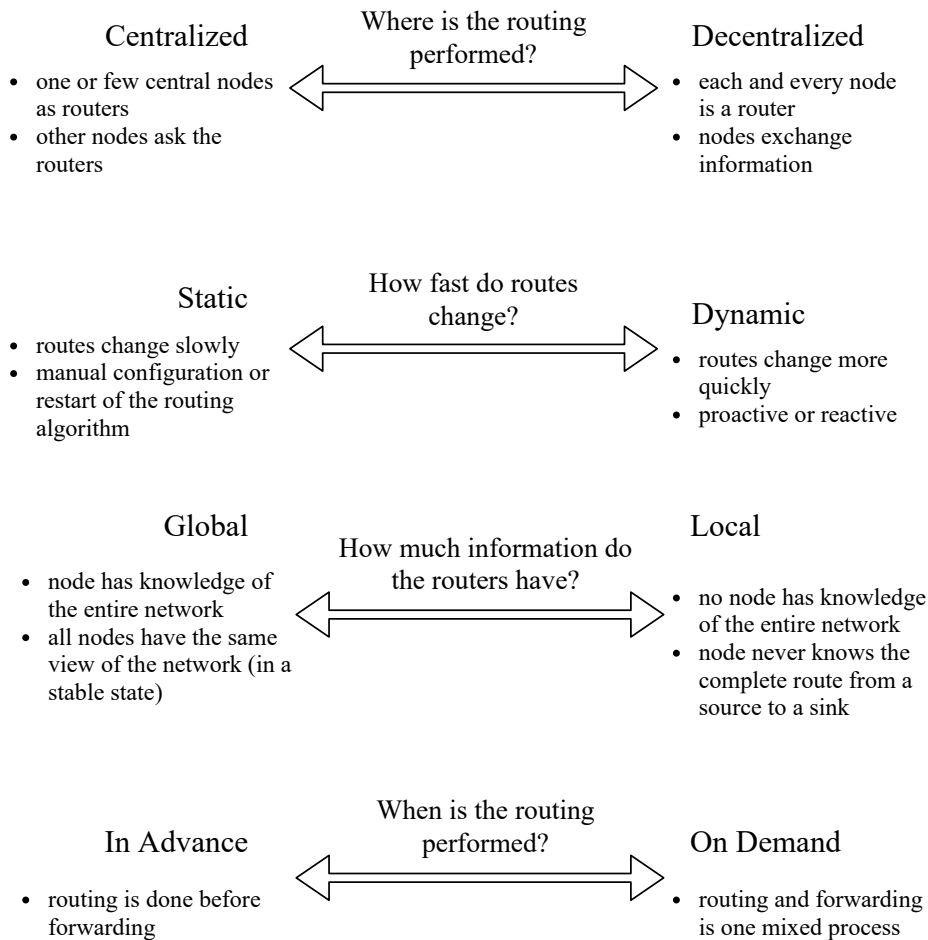 Centralized
• one or few central nodes
as routers
• other nodes ask the
routers
Where is the routing
performed?
Decentralized
• each and every node
is a router
• nodes exchange
information
Static
• routes change slowly
• manual configuration or
restart of the routing
algorithm
How fast do routes
change?
Dynamic
• routes change more
quickly
• proactive or reactive
Global
• node has knowledge of
the entire network
• all nodes have the same
view of the network (in a
stable state)
How much information do
the routers have?
Local
• no node has knowledge
of the entire network
• node never knows the
complete route from a
source to a sink
In Advance
• routing is done before
forwarding
When is the routing
performed?
On Demand
• routing and forwarding
is one mixed process